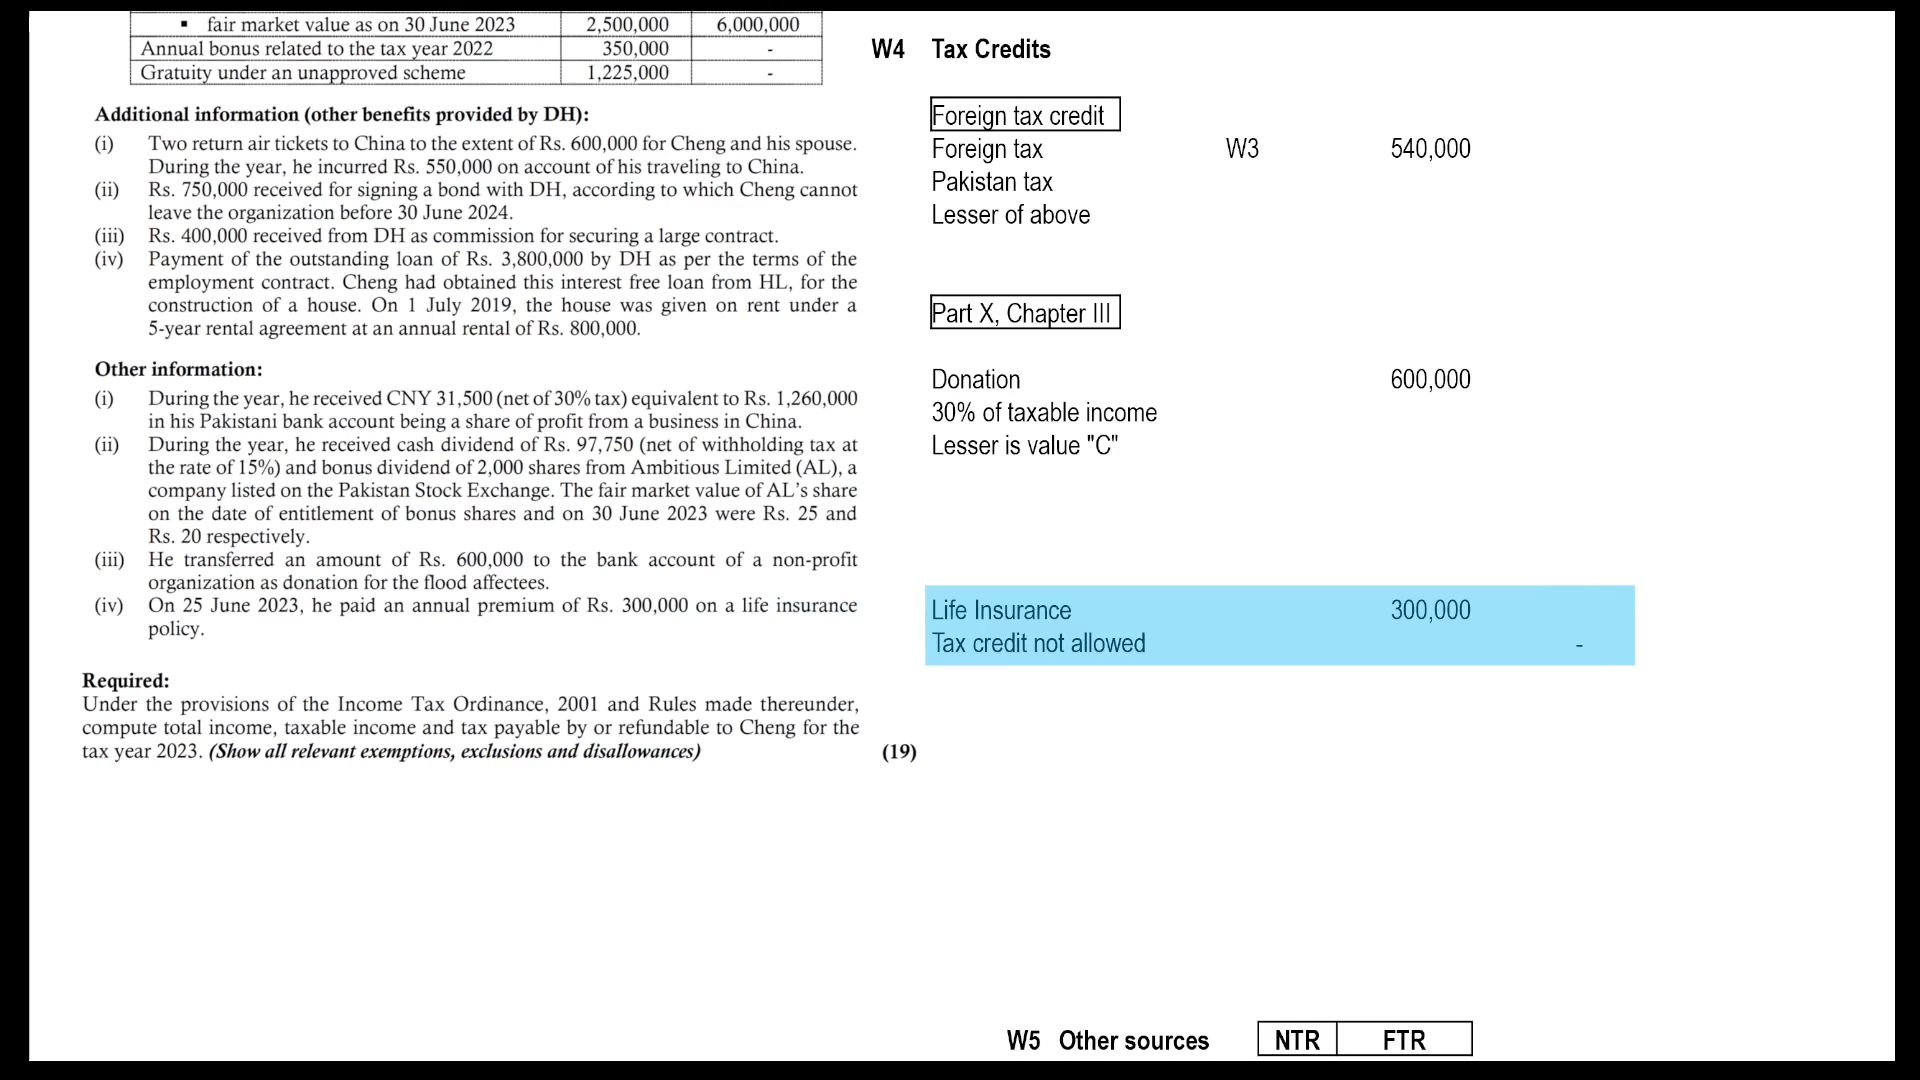 ▪ fair market value as on 30 June 2023 2,500,000 6,000,000
Annual bonus related to the tax year 2022 350,000 -
Gratuity under an unapproved scheme 1,225,000 -
Additional information (other benefits provided by DH):
(i) Two return air tickets to China to the extent of Rs. 600,000 for Cheng and his spouse.
During the year, he incurred Rs. 550,000 on account of his traveling to China.
(ii) Rs. 750,000 received for signing a bond with DH, according to which Cheng cannot
leave the organization before 30 June 2024.
(iii) Rs. 400,000 received from DH as commission for securing a large contract.
(iv) Payment of the outstanding loan of Rs. 3,800,000 by DH as per the terms of the
employment contract. Cheng had obtained this interest free loan from HL, for the
construction of a house. On 1 July 2019, the house was given on rent under a
5-year rental agreement at an annual rental of Rs. 800,000.
Other information:
(i) During the year, he received CNY 31,500 (net of 30% tax) equivalent to Rs. 1,260,000
in his Pakistani bank account being a share of profit from a business in China.
(ii) During the year, he received cash dividend of Rs. 97,750 (net of withholding tax at
the rate of 15%) and bonus dividend of 2,000 shares from Ambitious Limited (AL), a
company listed on the Pakistan Stock Exchange. The fair market value of AL's share
on the date of entitlement of bonus shares and on 30 June 2023 were Rs. 25 and
Rs. 20 respectively.
(iii) He transferred an amount of Rs. 600,000 to the bank account of a non-profit
organization as donation for the flood affectees.
(iv) On 25 June 2023, he paid an annual premium of Rs. 300,000 on a life insurance
policy.
Required:
Under the provisions of the Income Tax Ordinance, 2001 and Rules made thereunder,
compute total income, taxable income and tax payable by or refundable to Cheng for the
tax year 2023. (Show all relevant exemptions, exclusions and disallowances) (19)
W4 Tax Credits
Foreign tax credit
Foreign tax W3 540,000
Pakistan tax
Lesser of above
Part X, Chapter III
Donation 600,000
30% of taxable income
Lesser is value "C"
Life Insurance 300,000
Tax credit not allowed -
W5 Other sources NTR FTR